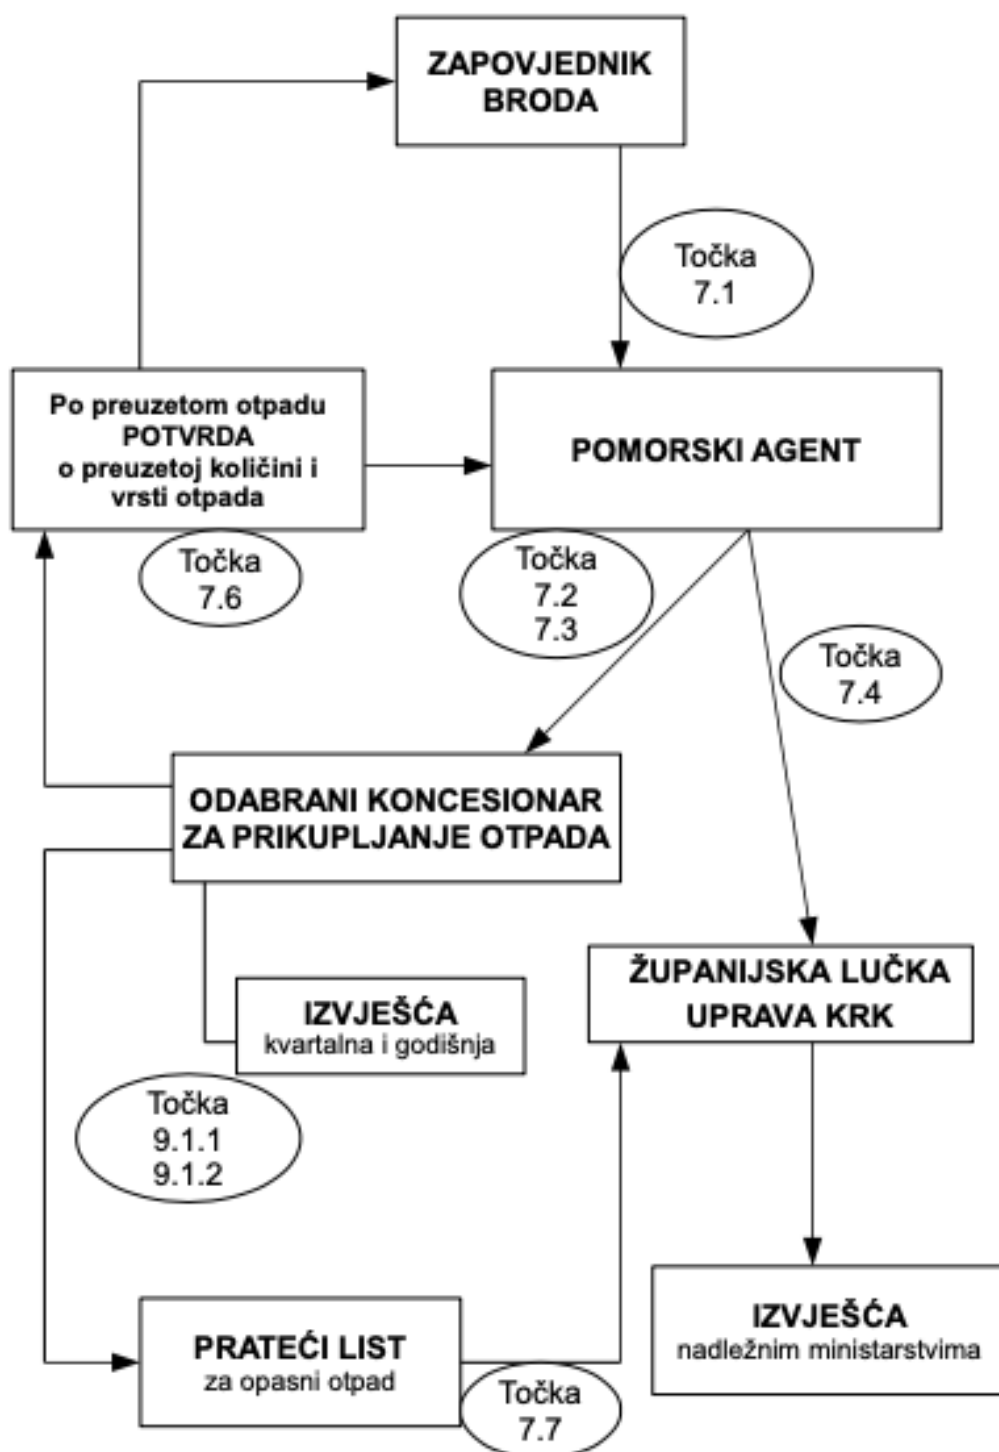 ZAPOVJEDNIK
BRODA
Točka
7.1
Po preuzetom otpadu
POTVRDA
o preuzetoj količini i
vrsti otpada
POMORSKI AGENT
Točka
7.6
Točka
7.2
7.3
Točka
7.4
ODABRANI KONCESIONAR
ZA PRIKUPLJANJE OTPADA
ŽUPANIJSKA LUČKA
UPRAVA KRK
IZVJEŠĆA
kvartalna i godišnja
Točka
9.1.1
9.1.2
PRATEĆI LIST
za opasni otpad
Točka
7.7
IZVJEŠĆA
nadležnim ministarstvima